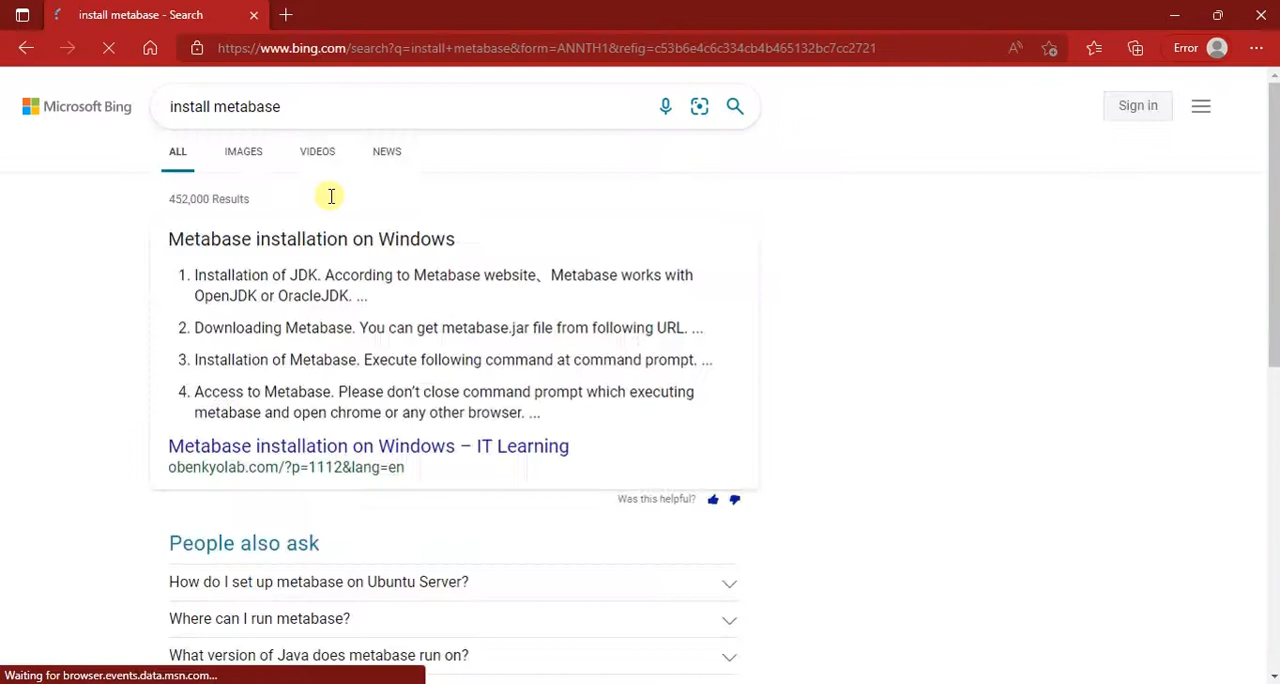 install metabase - Search
https://www.bing.com/search?q=install+metabase&form=ANNTH1&refig=c53b6e4c6c334cb4b465132bc7cc2721
Error
Microsoft Bing
install metabase
Sign in
ALL
IMAGES
VIDEOS
NEWS
452,000 Results
Metabase installation on Windows
1. Installation of JDK. According to Metabase website、Metabase works with
OpenJDK or OracleJDK. ...
2. Downloading Metabase. You can get metabase.jar file from following URL. ...
3. Installation of Metabase. Execute following command at command prompt. ...
4. Access to Metabase. Please don't close command prompt which executing
metabase and open chrome or any other browser. ...
Metabase installation on Windows – IT Learning
obenkyolab.com/?p=1112&lang=en
Was this helpful?
People also ask
How do I set up metabase on Ubuntu Server?
Where can I run metabase?
What version of Java does metabase run on?
Waiting for browser.events.data.msn.com...